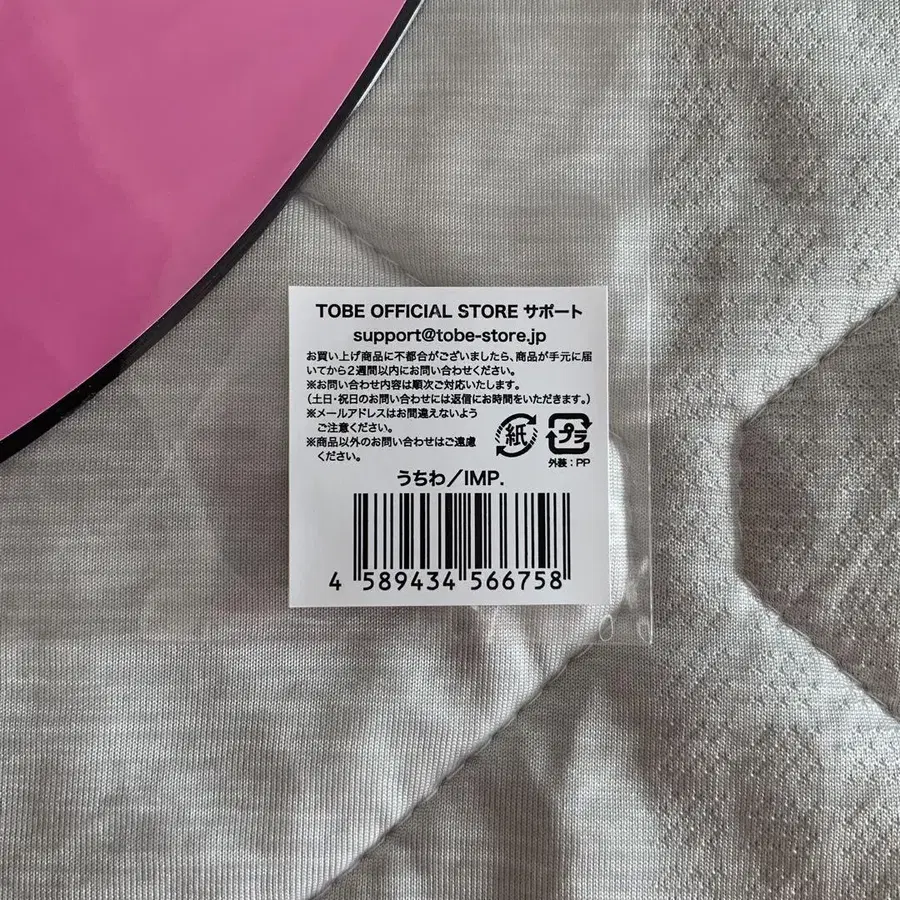 TOBE OFFICIAL STORE サポート
support@tobe-store.jp
お買い上げ商品に不都合がございましたら、商品が手元に届
いてから2週間以内にお問い合わせください。
※お問い合わせ内容は順次ご対応いたします。
(土日・祝日のお問い合わせには返信にお時間をいただきます。)
※メールアドレスはお間違えないよう
ご注意ください。
※商品以外のお問い合わせはご遠慮
ください。
紙
プラ
外装:PP
うちわ/IMP.
4 589434 566758